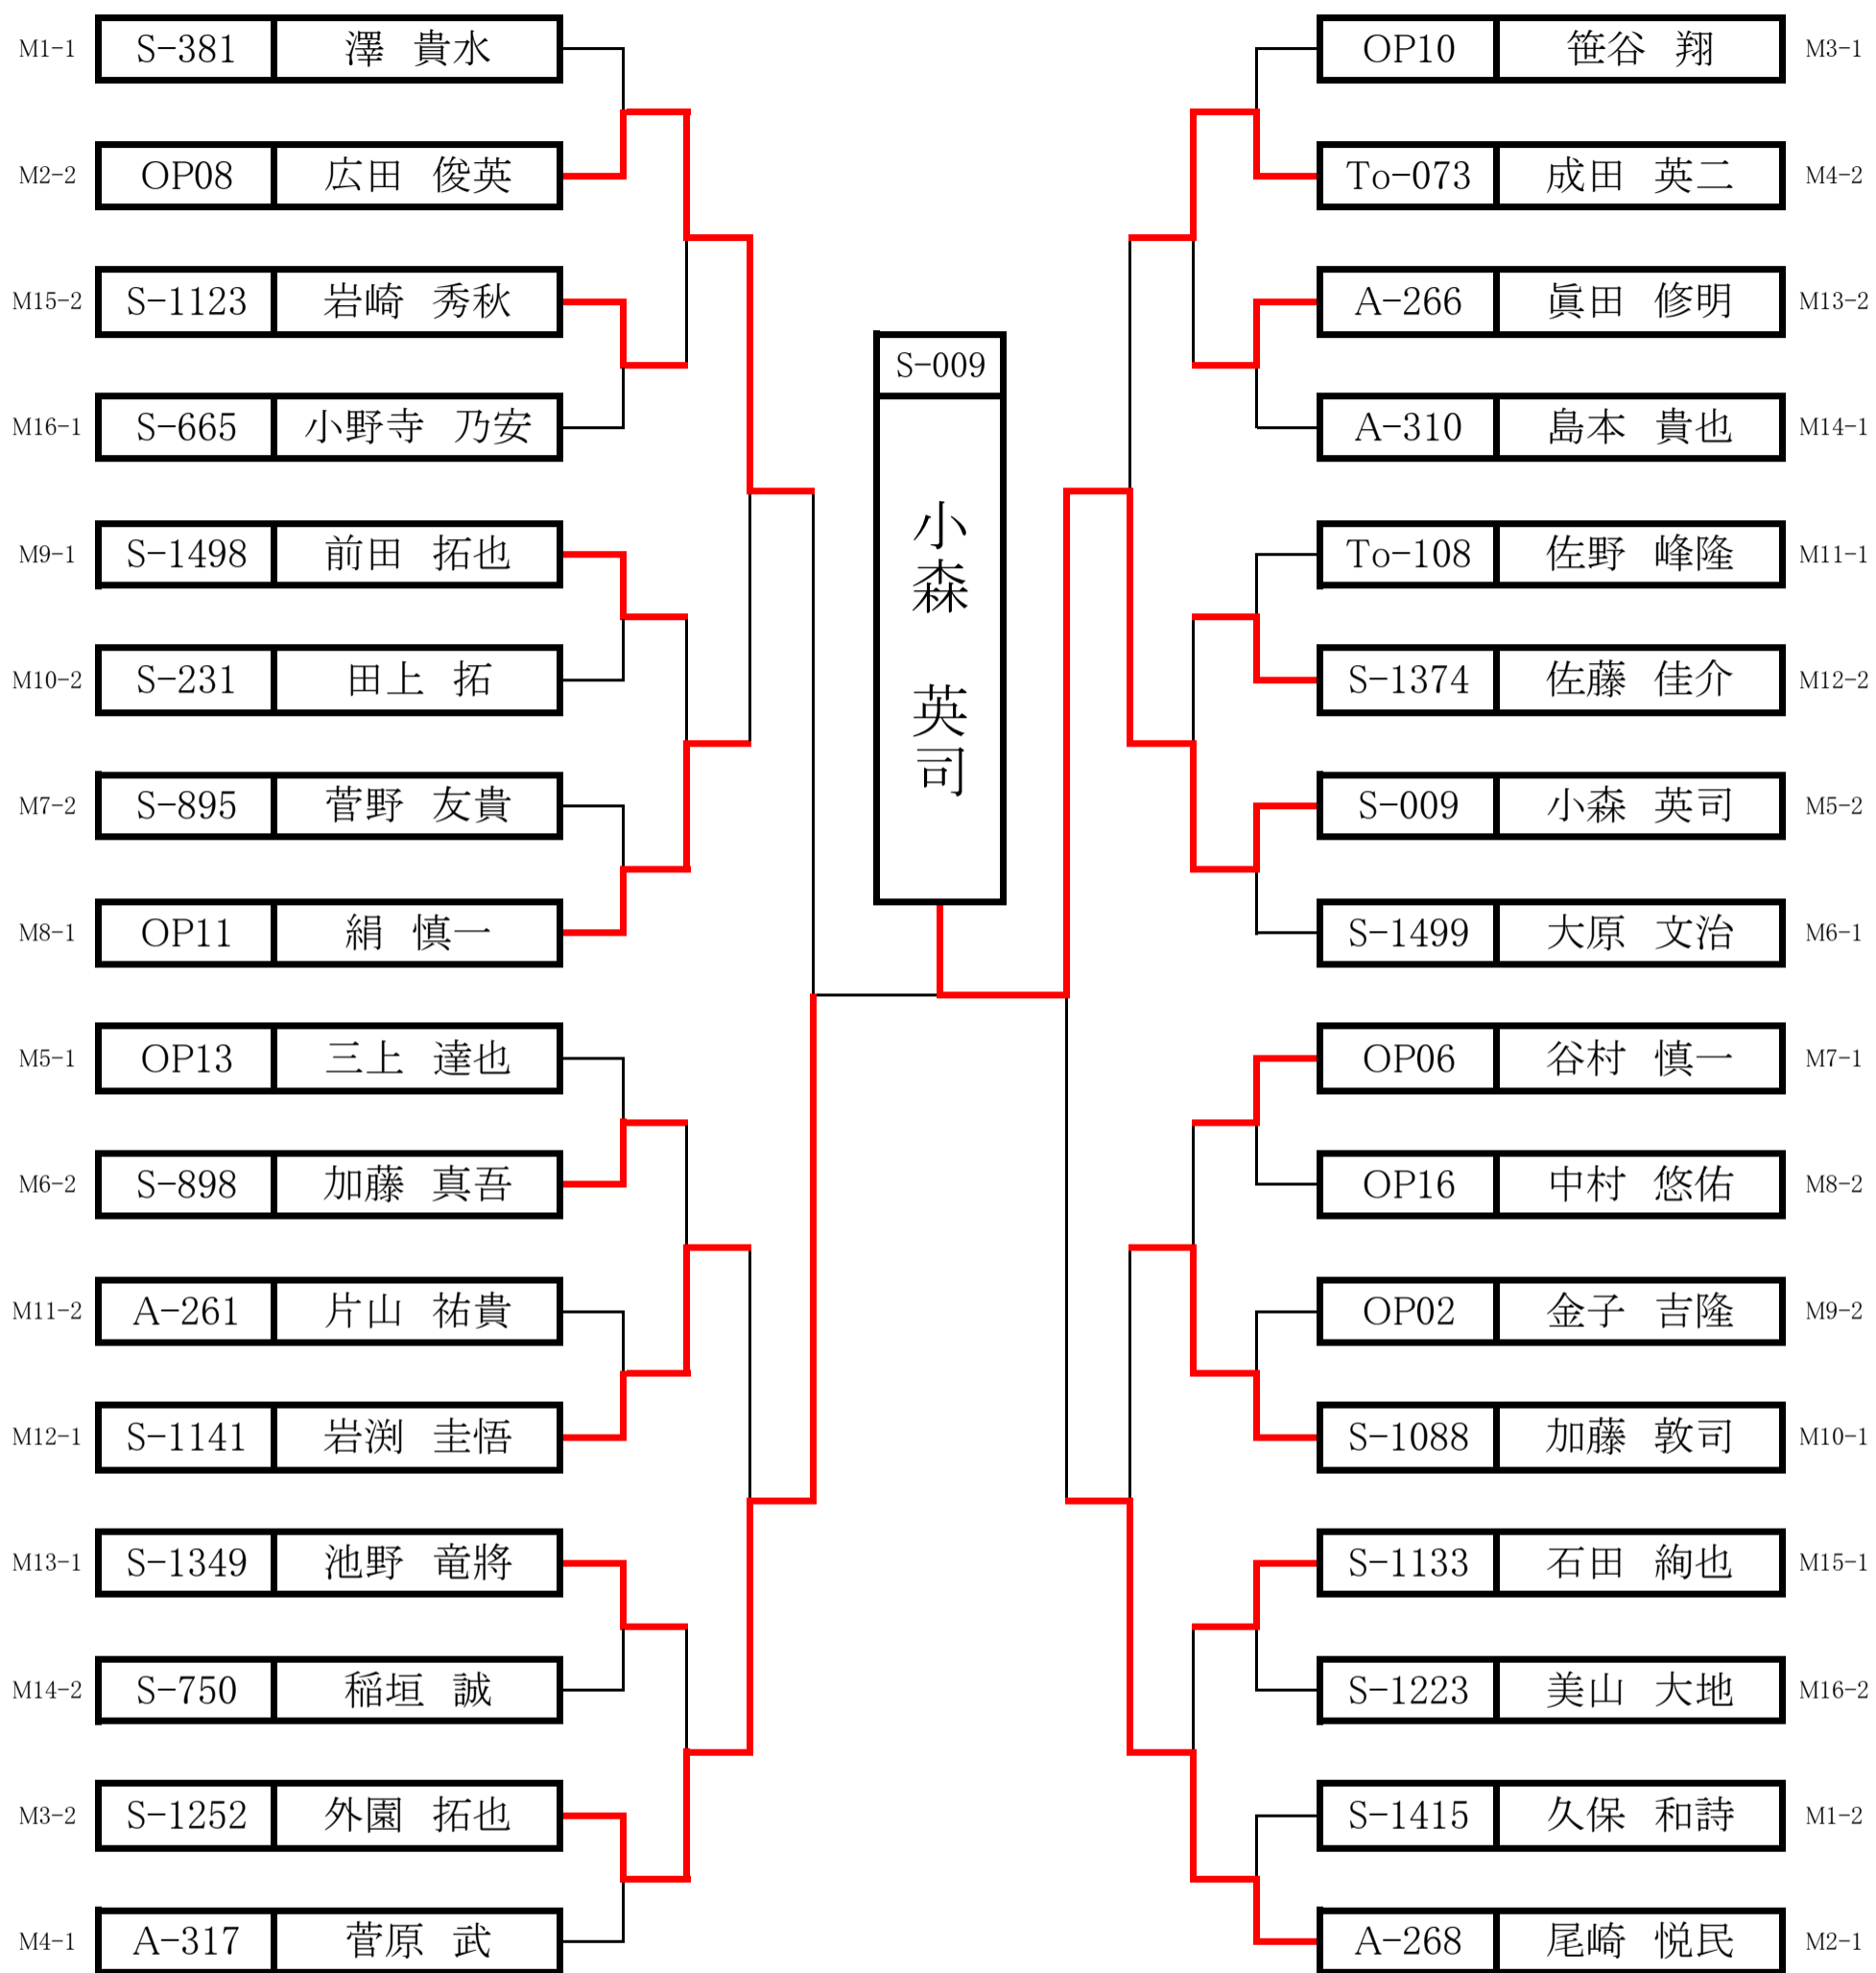 M1-1 S-381 澤 貴水
M2-2 OP08 広田 俊英
M15-2 S-1123 岩崎 秀秋
M16-1 S-665 小野寺 乃安
M9-1 S-1498 前田 拓也
M10-2 S-231 田上 拓
M7-2 S-895 菅野 友貴
M8-1 OP11 絹 慎一
M5-1 OP13 三上 達也
M6-2 S-898 加藤 真吾
M11-2 A-261 片山 祐貴
M12-1 S-1141 岩渕 圭悟
M13-1 S-1349 池野 竜將
M14-2 S-750 稲垣 誠
M3-2 S-1252 外園 拓也
M4-1 A-317 菅原 武
S-009
小森 英司
OP10 笹谷 翔 M3-1
To-073 成田 英二 M4-2
A-266 眞田 修明 M13-2
A-310 島本 貴也 M14-1
To-108 佐野 峰隆 M11-1
S-1374 佐藤 佳介 M12-2
S-009 小森 英司 M5-2
S-1499 大原 文治 M6-1
OP06 谷村 慎一 M7-1
OP16 中村 悠佑 M8-2
OP02 金子 吉隆 M9-2
S-1088 加藤 敦司 M10-1
S-1133 石田 絢也 M15-1
S-1223 美山 大地 M16-2
S-1415 久保 和詩 M1-2
A-268 尾崎 悦民 M2-1